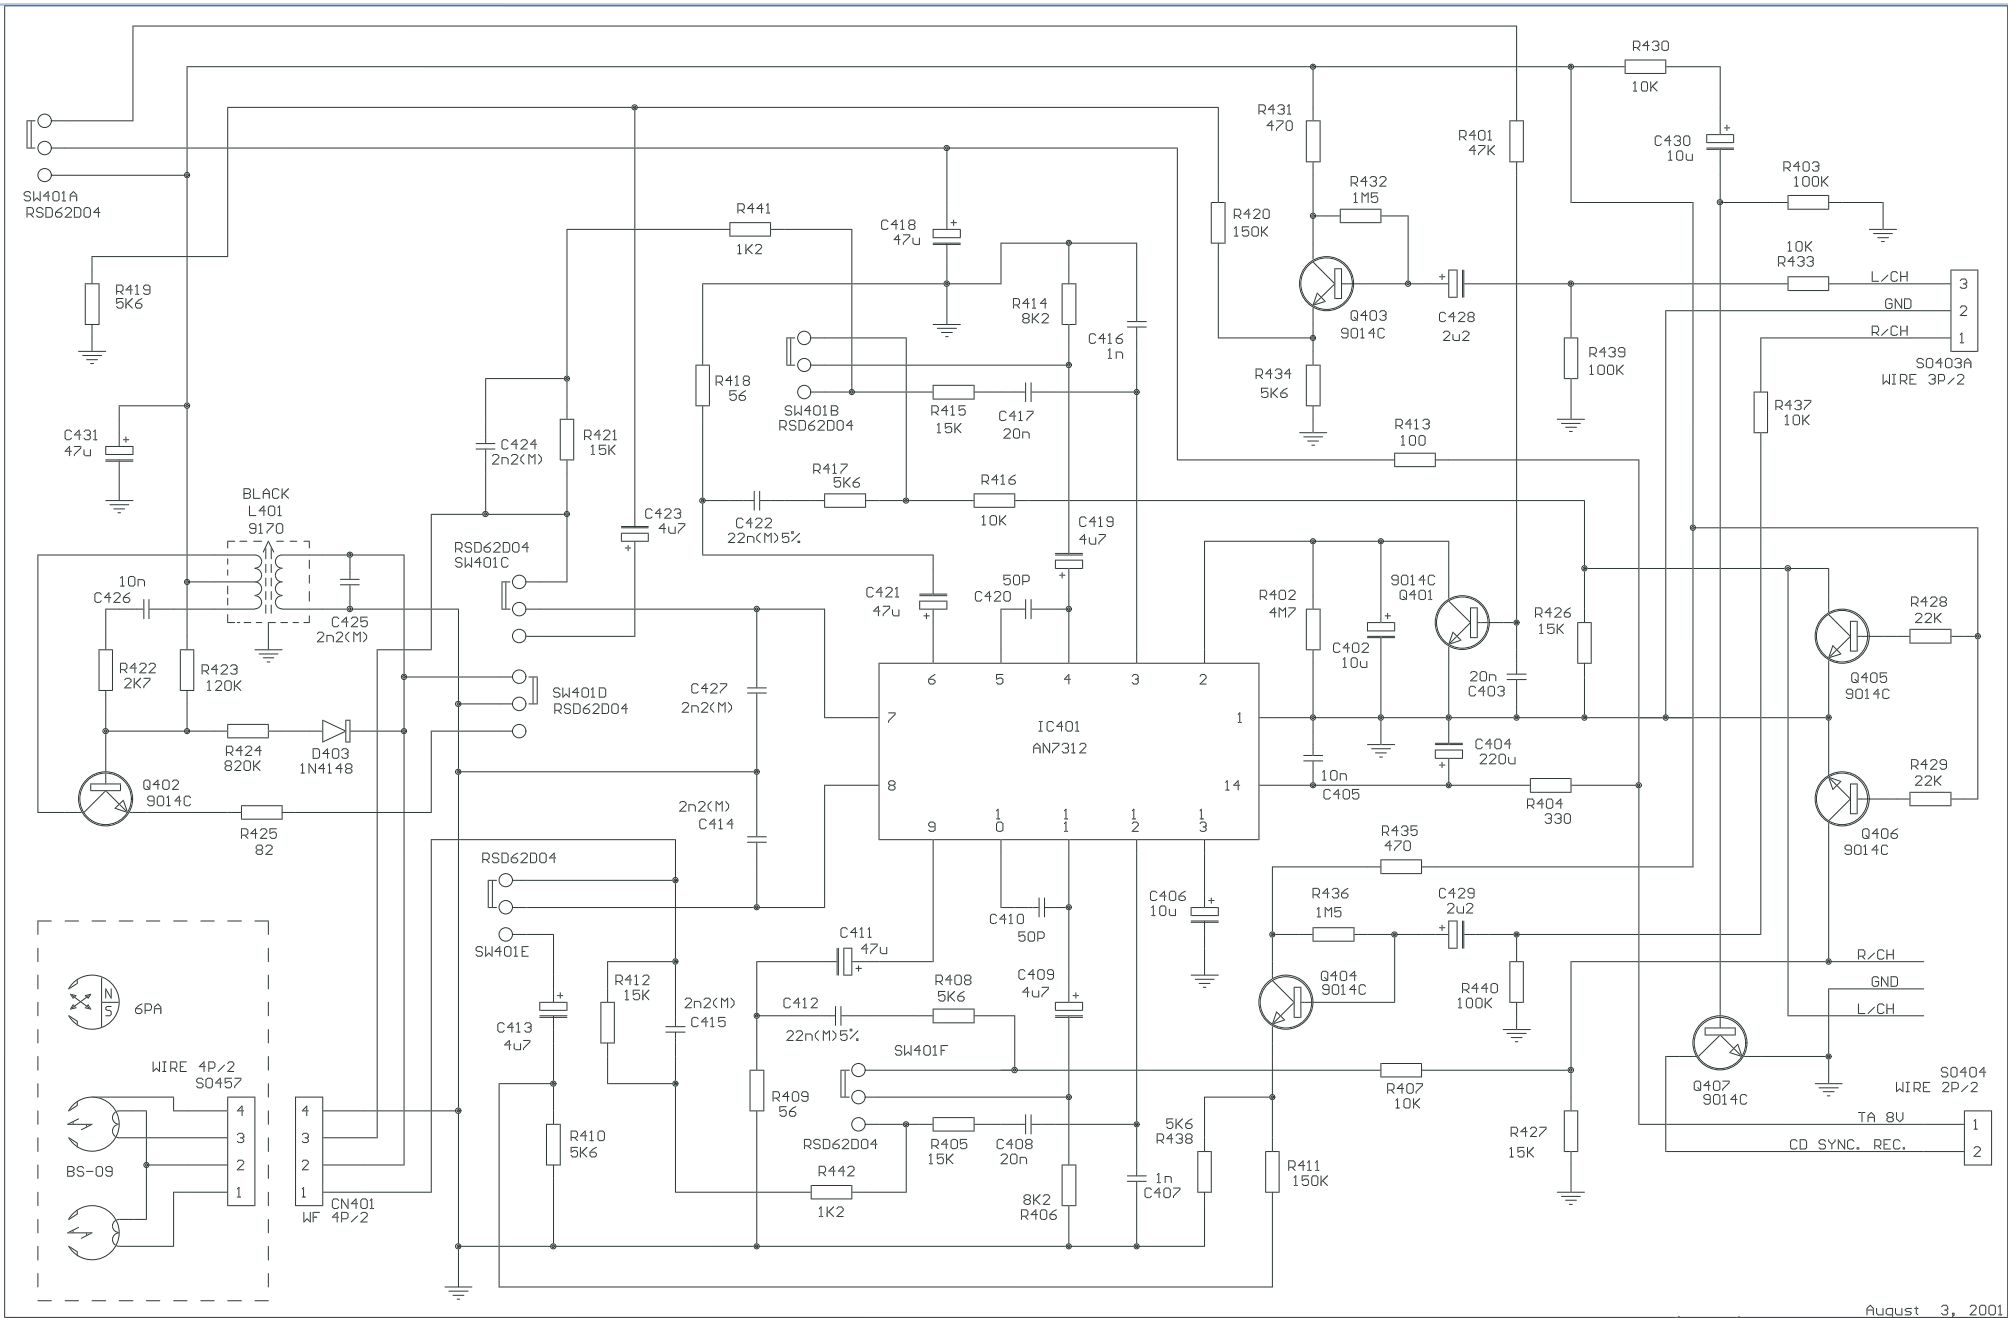 R430
10K
R431
470
R401
47K
C430
10u
R403
100K
SW401A
RSD62D04
R432
1M5
R441
1K2
C418
47u
R420
150K
10K
R433
L/CH
3
GND
2
R/CH
1
SO403A
WIRE 3P/2
R419
5K6
R414
8K2
C416
1n
Q403
9014C
C428
2u2
R439
100K
R418
56
R434
5K6
SW401B
RSD62D04
R415
15K
C417
20n
R437
10K
C431
47u
C424
2n2(M)
R421
15K
R413
100
R417
5K6
R416
10K
BLACK
L401
9170
C423
4u7
C422
22n(M)5%
C419
4u7
RSD62D04
SW401C
10n
C426
C425
2n2(M)
C421
47u
50P
C420
R402
4M7
9014C
Q401
C402
10u
R426
15K
R428
22K
R422
2K7
R423
120K
20n
C403
Q405
9014C
SW401D
RSD62D04
C427
2n2(M)
6
5
4
3
2
7
1
IC401
AN7312
8
14
9
1
0
1
1
1
2
1
3
R424
820K
D403
1N4148
C404
220u
10n
C405
R404
330
R429
22K
Q402
9014C
R425
82
2n2(M)
C414
Q406
9014C
R435
470
RSD62D04
SW401E
C406
10u
R436
1M5
C429
2u2
C410
50P
C411
47u
R412
15K
2n2(M)
C415
R408
5K6
C409
4u7
Q404
9014C
R440
100K
R/CH
GND
L/CH
N
S
6PA
C413
4u7
C412
22n(M)5%
SW401F
Q407
9014C
SO404
WIRE 2P/2
WIRE 4P/2
SO457
4
3
2
1
BS-09
4
3
2
1
CN401
WF 4P/2
R409
56
R407
10K
TA 8V
1
CD SYNC. REC.
2
R410
5K6
RSD62D04
R405
15K
C408
20n
5K6
R438
R427
15K
R442
1K2
8K2
R406
1n
C407
R411
150K
August 3, 2001